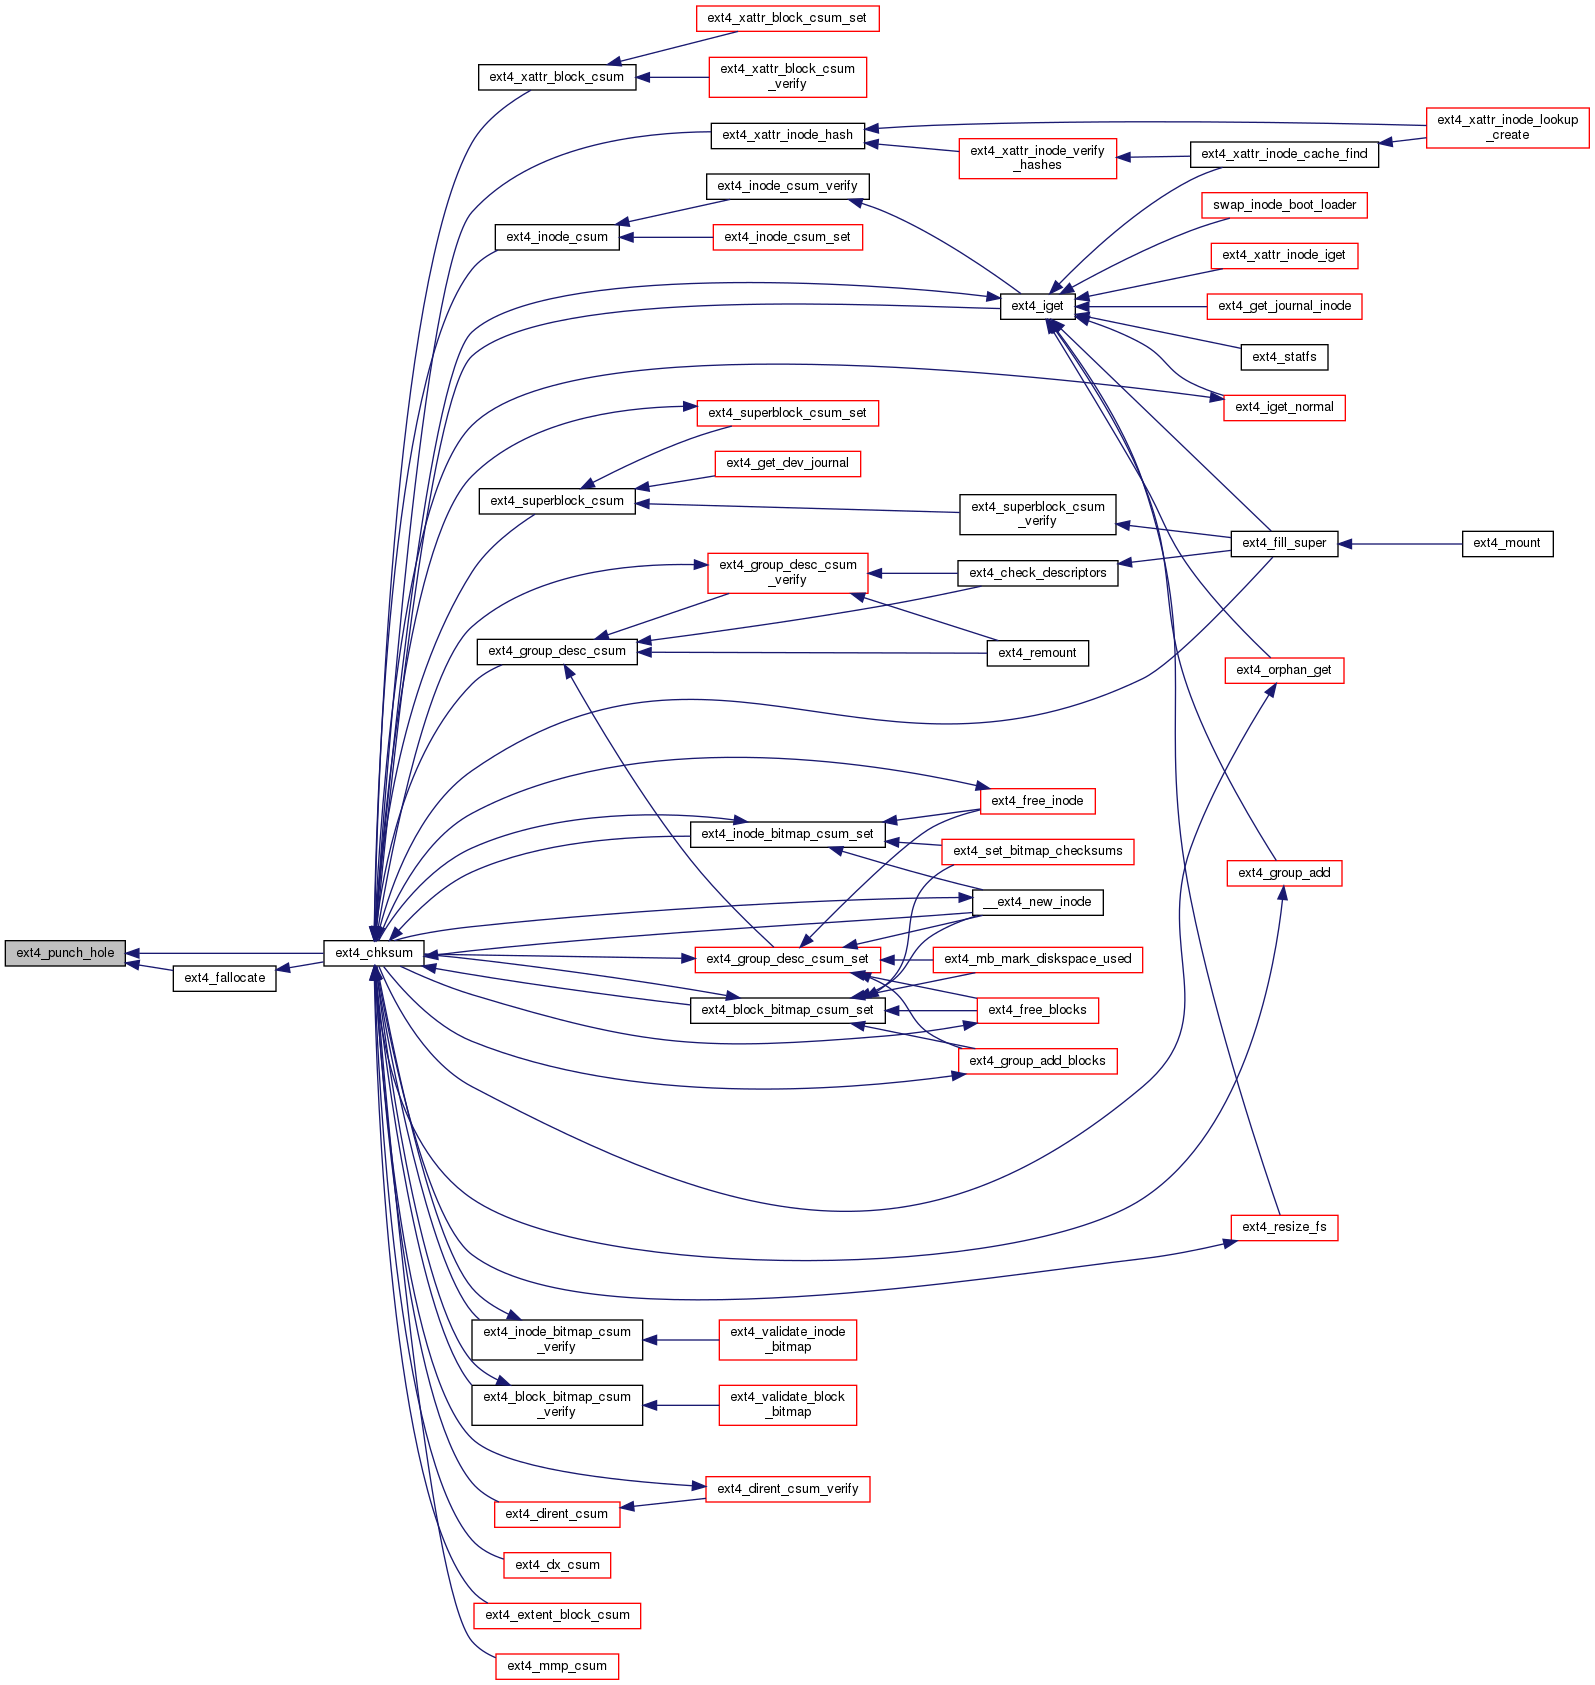 ext4_xattr_block_csum_set
ext4_xattr_block_csum
ext4_xattr_block_csum
_verify
ext4_xattr_inode_hash
ext4_xattr_inode_lookup
_create
ext4_xattr_inode_verify
_hashes
ext4_xattr_inode_cache_find
ext4_inode_csum_verify
swap_inode_boot_loader
ext4_inode_csum
ext4_inode_csum_set
ext4_xattr_inode_iget
ext4_iget
ext4_get_journal_inode
ext4_statfs
ext4_iget_normal
ext4_superblock_csum_set
ext4_get_dev_journal
ext4_superblock_csum
ext4_superblock_csum
_verify
ext4_fill_super
ext4_mount
ext4_group_desc_csum
_verify
ext4_check_descriptors
ext4_group_desc_csum
ext4_remount
ext4_orphan_get
ext4_free_inode
ext4_inode_bitmap_csum_set
ext4_set_bitmap_checksums
ext4_group_add
__ext4_new_inode
ext4_punch_hole
ext4_fallocate
ext4_chksum
ext4_group_desc_csum_set
ext4_mb_mark_diskspace_used
ext4_block_bitmap_csum_set
ext4_free_blocks
ext4_group_add_blocks
ext4_resize_fs
ext4_inode_bitmap_csum
_verify
ext4_validate_inode
_bitmap
ext4_block_bitmap_csum
_verify
ext4_validate_block
_bitmap
ext4_dirent_csum_verify
ext4_dirent_csum
ext4_dx_csum
ext4_extent_block_csum
ext4_mmp_csum